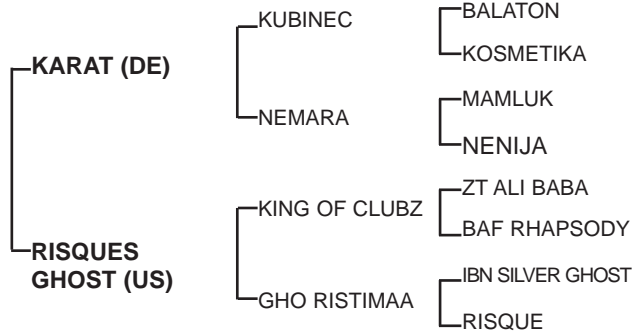 KARAT (DE)
RISQUES
GHOST (US)
KUBINEC
NEMARA
KING OF CLUBZ
GHO RISTIMAA
BALATON
KOSMETIKA
MAMLUK
NENIJA
ZT ALI BABA
BAF RHAPSODY
IBN SILVER GHOST
RISQUE